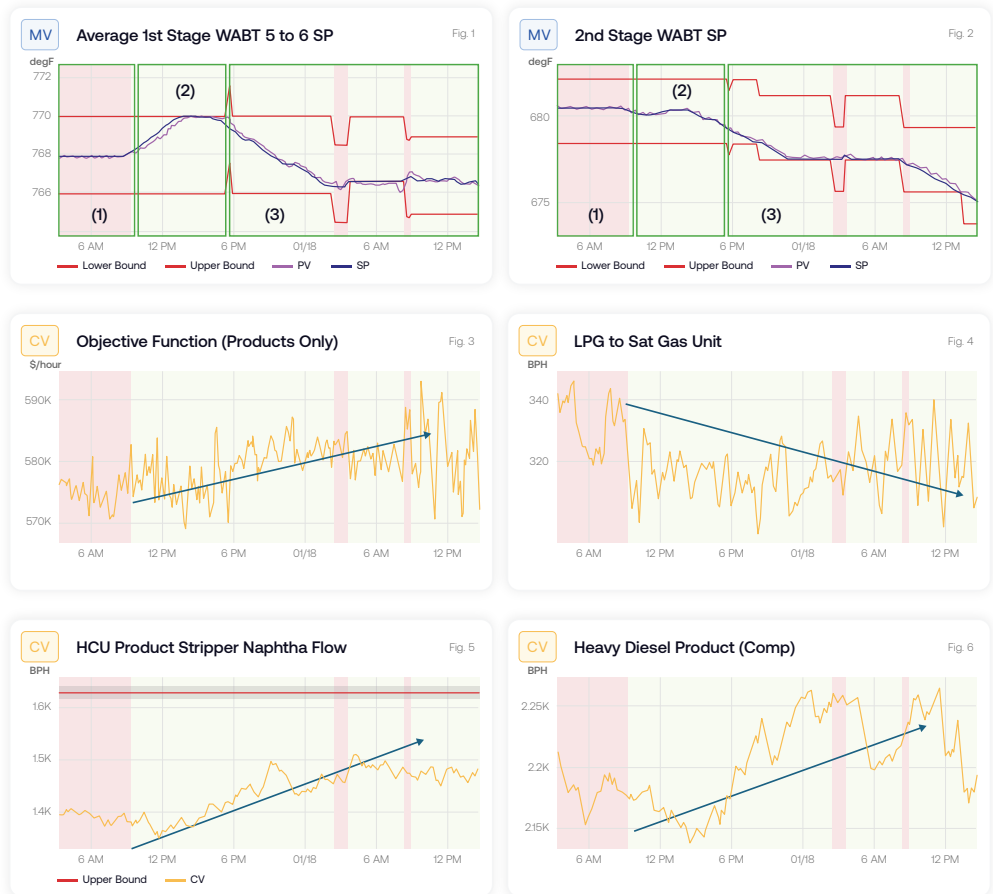 MV Average 1st Stage WABT 5 to 6 SP Fig. 1
degF
772
770
768
766
(1)
(2)
(3)
6 AM 12 PM 6 PM 01/18 6 AM 12 PM
Lower Bound Upper Bound PV SP
MV 2nd Stage WABT SP Fig. 2
degF
680
675
(1)
(2)
(3)
6 AM 12 PM 6 PM 01/18 6 AM 12 PM
Lower Bound Upper Bound PV SP
CV Objective Function (Products Only) Fig. 3
$/hour
590K
580K
570K
6 AM 12 PM 6 PM 01/18 6 AM 12 PM
CV LPG to Sat Gas Unit Fig. 4
BPH
340
320
6 AM 12 PM 6 PM 01/18 6 AM 12 PM
CV HCU Product Stripper Naphtha Flow Fig. 5
BPH
1.6K
1.5K
1.4K
6 AM 12 PM 6 PM 01/18 6 AM 12 PM
Upper Bound CV
CV Heavy Diesel Product (Comp) Fig. 6
BPH
2.25K
2.2K
2.15K
6 AM 12 PM 6 PM 01/18 6 AM 12 PM